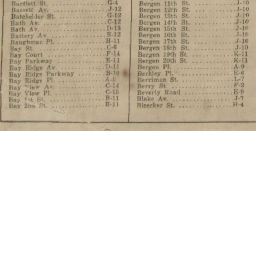 Bartlett St. G-4
Bassett Av. J-12
Batchelder St. G-12
Bath Av. C-12
Bath Av. D-13
Battery Av. B-12
Baughman Pl. H-11
Bay St. C-6
Bay Court F-14
Bay Parkway E-11
Bay Ridge Av. D-11
Bay Ridge Parkway B-10
Bay Ridge Pl. A-9
Bay View Av. C-14
Bay View Pl. C-15
Bay 1st St. B-11
Bay 2nd St. B-11
Bergen 11th St. J-10
Bergen 12th St. J-10
Bergen 13th St. J-10
Bergen 14th St. J-10
Bergen 15th St. J-10
Bergen 16th St. J-10
Bergen 17th St. J-10
Bergen 18th St. J-10
Bergen 19th St. K-11
Bergen 20th St. K-11
Bergen Pl. A-9
Berkley Pl. E-6
Berriman St. L-7
Berry St. F-2
Beverly Road E-9
Blake Av. J-7
Bleecker St. H-4